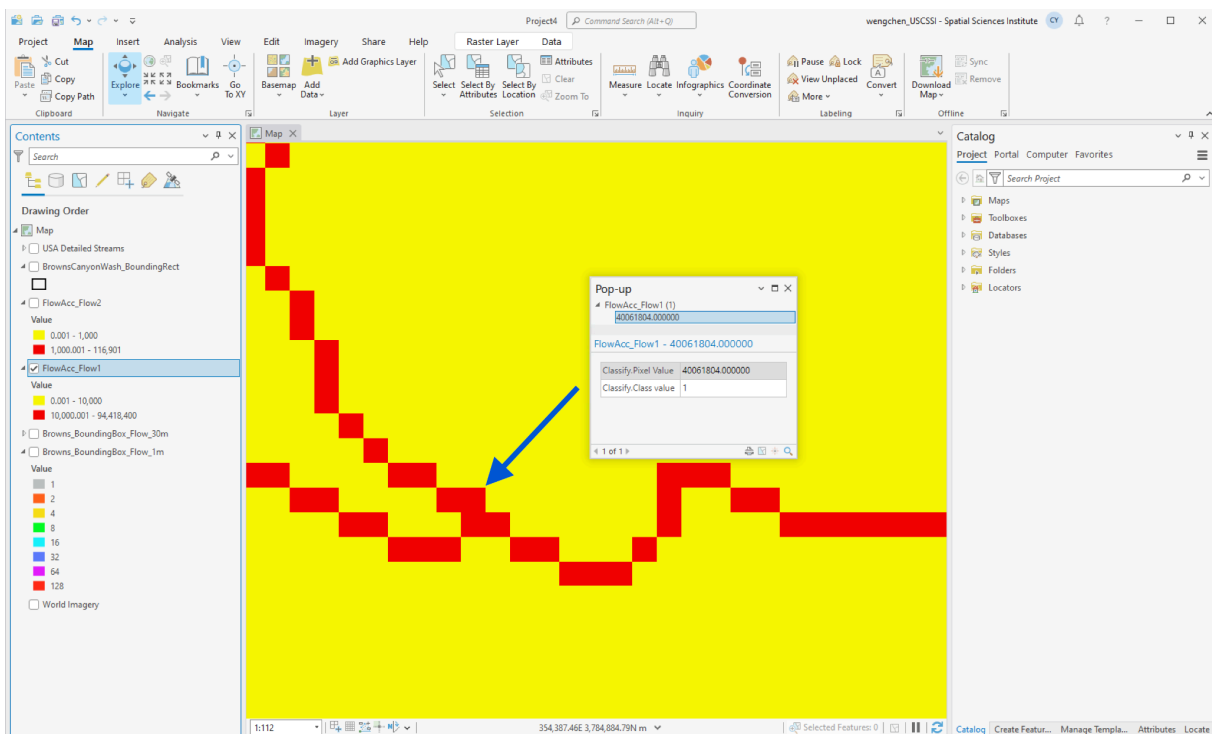 Project4
Command Search (Alt+Q)
wengchen_USCSSI - Spatial Sciences Institute
CY
?
Project Map Insert Analysis View Edit Imagery Share Help Raster Layer Data
Paste
Cut
Copy
Copy Path
Clipboard
Explore
Bookmarks
Go
To XY
Navigate
Basemap
Add
Data
Add Graphics Layer
Layer
Select
Select By
Attributes
Select By
Location
Attributes
Clear
Zoom To
Selection
Measure
Locate
Infographics
Coordinate
Conversion
Inquiry
Pause
Lock
View Unplaced
More
Convert
Labeling
Download
Map
Sync
Remove
Offline
Contents
Search
Drawing Order
Map
USA Detailed Streams
BrownsCanyonWash_BoundingRect
FlowAcc_Flow2
Value
0.001 - 1,000
1,000.001 - 116,901
FlowAcc_Flow1
Value
0.001 - 10,000
10,000.001 - 94,418,400
Browns_BoundingBox_Flow_30m
Browns_BoundingBox_Flow_1m
Value
1
2
4
8
16
32
64
128
World Imagery
Map
Pop-up
FlowAcc_Flow1 (1)
40061804.000000
FlowAcc_Flow1 - 40061804.000000
Classify.Pixel Value 40061804.000000
Classify.Class value 1
1 of 1
1:112
354,387.46E 3,784,884.79N m
Selected Features: 0
Catalog
Project Portal Computer Favorites
Search Project
Maps
Toolboxes
Databases
Styles
Folders
Locators
Catalog Create Featur... Manage Templa... Attributes Locate